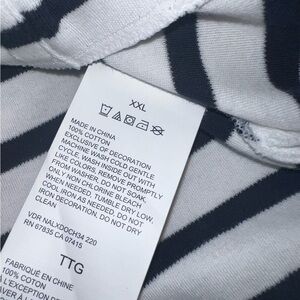 XXL
MADE IN CHINA
100% COTTON
EXCLUSIVE OF DECORATION
MACHINE WASH COLD GENTLE
CYCLE. WASH INSIDE OUT WITH
LIKE COLORS, REMOVE PROMPTLY
FROM WASHER. DO NOT SOAK.
ONLY NON CHLORINE BLEACH
WHEN NEEDED. TUMBLE DRY LOW.
COOL IRON AS NEEDED. DO NOT
IRON DECORATION. DO NOT DRY
CLEAN
VDR NALXDOCH34 220
RN 67835 CA 07415
TTG
FABRIQUÉ EN CHINE
100% COTON
À L'EXCEPTION